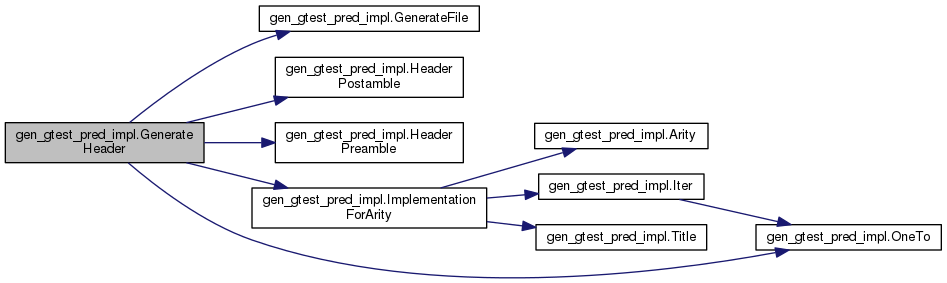 gen_gtest_pred_impl.GenerateFile
gen_gtest_pred_impl.Header
Postamble
gen_gtest_pred_impl.Generate
Header
gen_gtest_pred_impl.Header
Preamble
gen_gtest_pred_impl.Implementation
ForArity
gen_gtest_pred_impl.Arity
gen_gtest_pred_impl.Iter
gen_gtest_pred_impl.Title
gen_gtest_pred_impl.OneTo